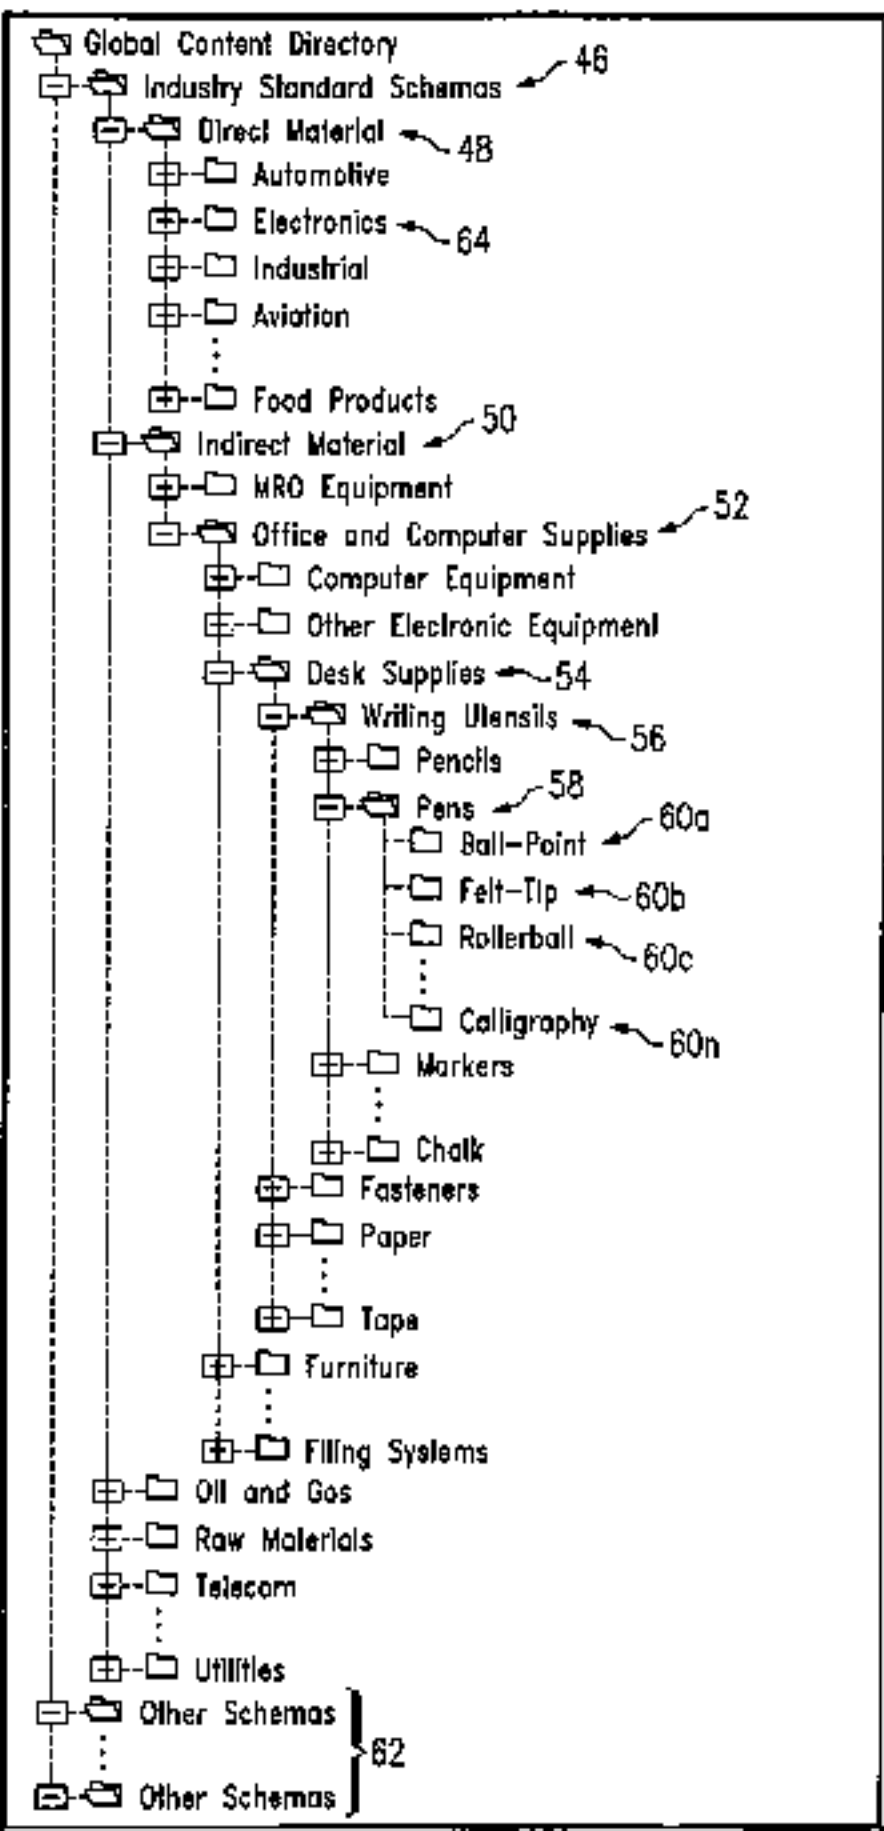 Global Content Directory
Industry Standard Schemas 46
Direct Material 48
Automotive
Electronics 64
Industrial
Aviation
Food Products
Indirect Material 50
MRO Equipment
Office and Computer Supplies 52
Computer Equipment
Other Electronic Equipment
Desk Supplies 54
Writing Utensils 56
Pencils
Pens 58
Ball-Point 60a
Felt-Tip 60b
Rollerball 60c
Calligraphy 60n
Markers
Chalk
Fasteners
Paper
Tape
Furniture
Filing Systems
Oil and Gas
Raw Materials
Telecom
Utilities
Other Schemas
62
Other Schemas